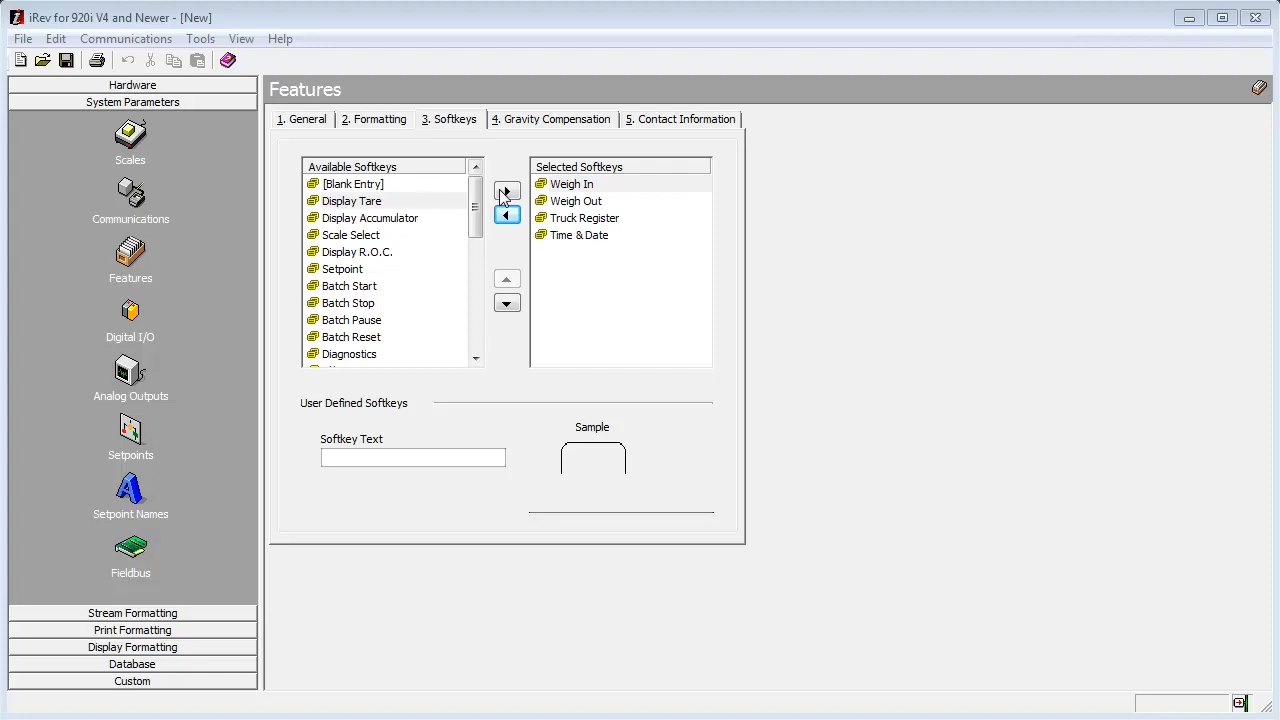 iRev for 920i V4 and Newer - [New]
File Edit Communications Tools View Help
Hardware
System Parameters
Scales
Communications
Features
Digital I/O
Analog Outputs
Setpoints
Setpoint Names
Fieldbus
Stream Formatting
Print Formatting
Display Formatting
Database
Custom
Features
1. General 2. Formatting 3. Softkeys 4. Gravity Compensation 5. Contact Information
Available Softkeys
[Blank Entry]
Display Tare
Display Accumulator
Scale Select
Display R.O.C.
Setpoint
Batch Start
Batch Stop
Batch Pause
Batch Reset
Diagnostics
Selected Softkeys
Weigh In
Weigh Out
Truck Register
Time & Date
User Defined Softkeys
Softkey Text
Sample